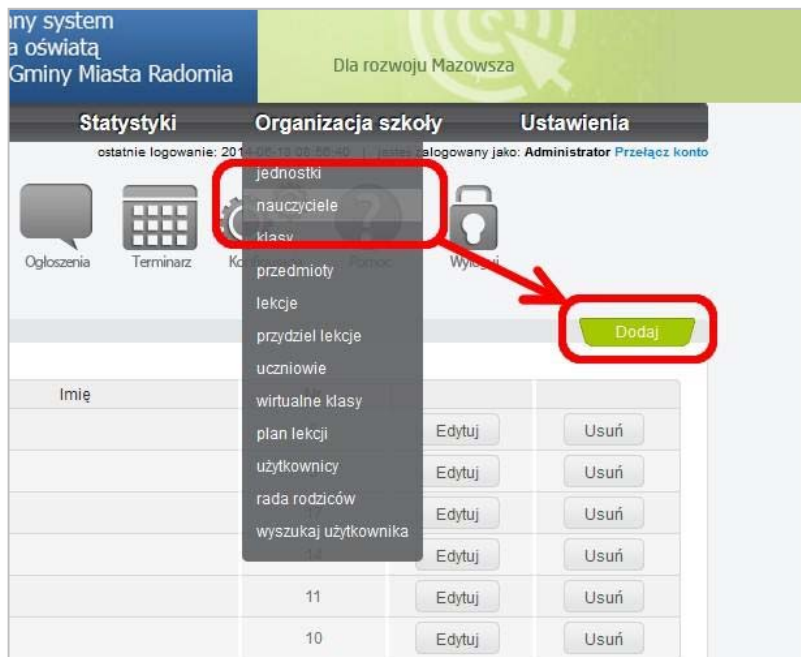 any system
a oświatą
Gminy Miasta Radomia
Dla rozwoju Mazowsza
Statystyki Organizacja szkoły Ustawienia
ostatnie logowanie: jesteś zalogowany jako: Administrator Przełącz konto
jednostki
nauczyciele
klasy
przedmioty
lekcje
przydziel lekcje
uczniowie
wirtualne klasy
plan lekcji
użytkownicy
rada rodziców
wyszukaj użytkownika
Ogłoszenia Terminarz Pomoc Wyloguj
Dodaj
Imię
Edytuj Usuń
Edytuj Usuń
Edytuj Usuń
Edytuj Usuń
11 Edytuj Usuń
10 Edytuj Usuń